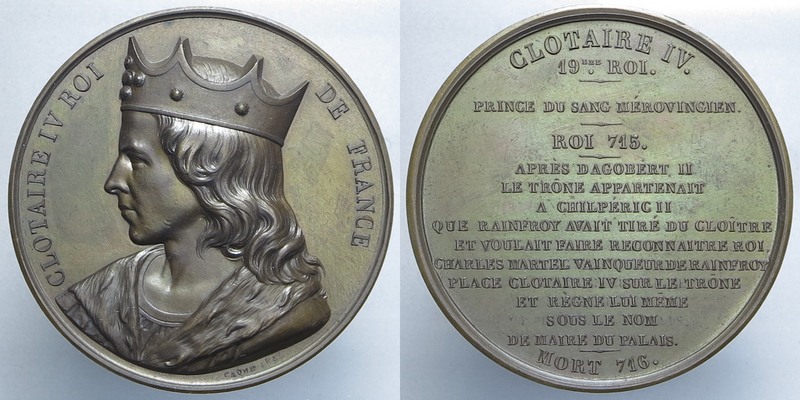 CLOTAIRE IV ROI DE FRANCE
CAQUÉ
CLOTAIRE IV.
19ᴹᴱ. ROI.
PRINCE DU SANG MÉROVINGIEN.
ROI 715.
APRÈS DAGOBERT II
LE TRÔNE APPARTENAIT
A CHILPÉRIC II
QUE RAINFROY AVAIT TIRÉ DU CLOÎTRE
ET VOULAIT FAIRE RECONNAITRE ROI,
CHARLES MARTEL VAINQUEUR DE RAINFROY
PLACE CLOTAIRE IV SUR LE TRÔNE
ET RÈGNE LUI MÊME
SOUS LE NOM
DE MAIRE DU PALAIS.
MORT 716.